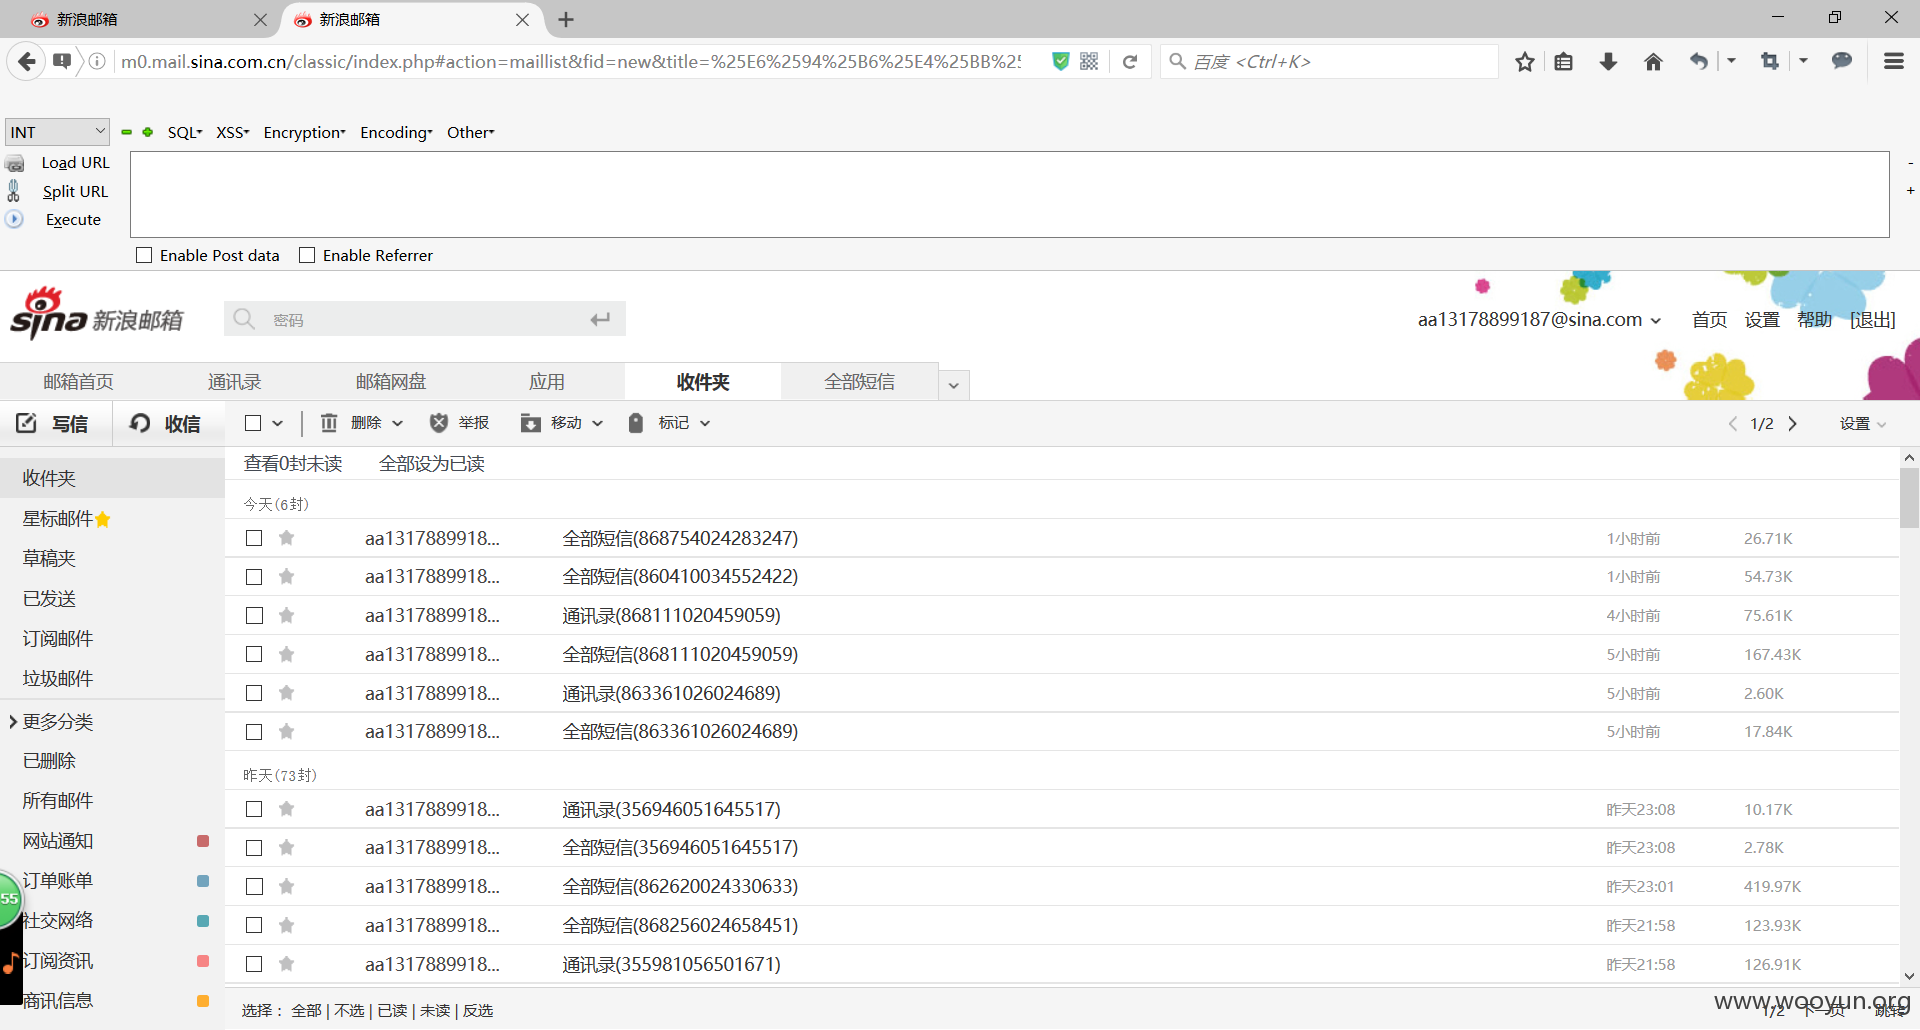 新浪邮箱
新浪邮箱
m0.mail.sina.com.cn/classic/index.php#action=maillist&fid=new&title=%25E6%2594%25B6%25E4%25BB%25
百度 <Ctrl+K>
INT
SQL
XSS
Encryption
Encoding
Other
Load URL
Split URL
Execute
-
+
Enable Post data
Enable Referrer
sina 新浪邮箱
密码
aa13178899187@sina.com
首页
设置
帮助
[退出]
邮箱首页
通讯录
邮箱网盘
应用
收件夹
全部短信
写信
收信
删除
举报
移动
标记
1/2
设置
收件夹
星标邮件
草稿夹
已发送
订阅邮件
垃圾邮件
更多分类
已删除
所有邮件
网站通知
订单账单
社交网络
订阅资讯
商讯信息
55
查看0封未读 全部设为已读
今天(6封)
aa1317889918... 全部短信(868754024283247) 1小时前 26.71K
aa1317889918... 全部短信(860410034552422) 1小时前 54.73K
aa1317889918... 通讯录(868111020459059) 4小时前 75.61K
aa1317889918... 全部短信(868111020459059) 5小时前 167.43K
aa1317889918... 通讯录(863361026024689) 5小时前 2.60K
aa1317889918... 全部短信(863361026024689) 5小时前 17.84K
昨天(73封)
aa1317889918... 通讯录(356946051645517) 昨天23:08 10.17K
aa1317889918... 全部短信(356946051645517) 昨天23:08 2.78K
aa1317889918... 全部短信(862620024330633) 昨天23:01 419.97K
aa1317889918... 全部短信(868256024658451) 昨天21:58 123.93K
aa1317889918... 通讯录(355981056501671) 昨天21:58 126.91K
选择： 全部 | 不选 | 已读 | 未读 | 反选
1/2 下一页 跳转
www.wooyun.org